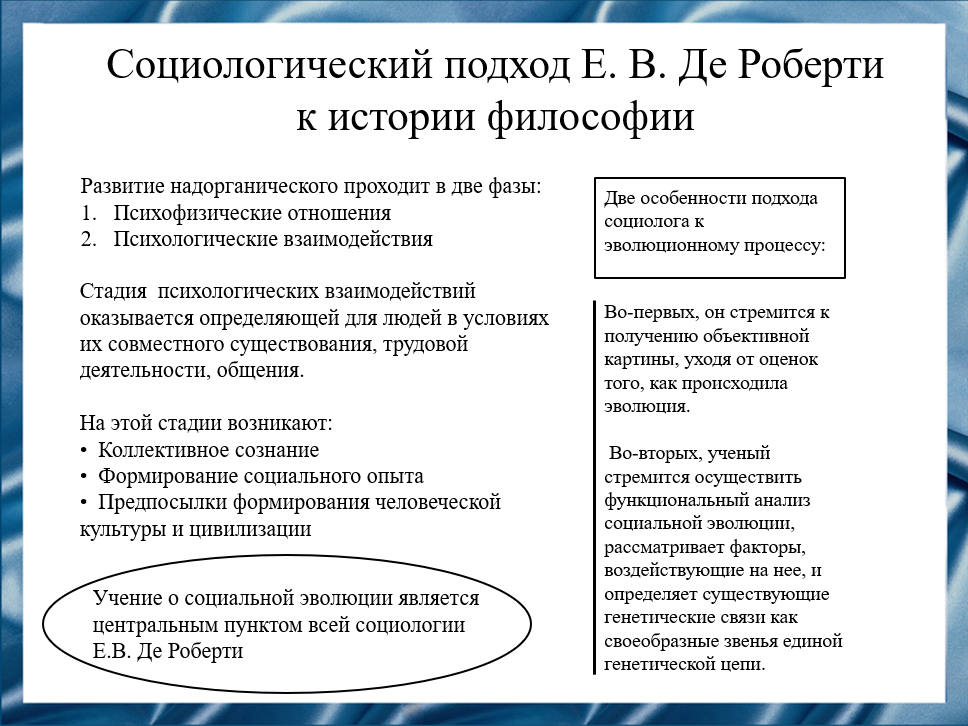 Социологический подход Е. В. Де Роберти
к истории философии
Развитие надорганического проходит в две фазы:
1. Психофизические отношения
2. Психологические взаимодействия
Стадия психологических взаимодействий
оказывается определяющей для людей в условиях
их совместного существования, трудовой
деятельности, общения.
На этой стадии возникают:
• Коллективное сознание
• Формирование социального опыта
• Предпосылки формирования человеческой
культуры и цивилизации
Учение о социальной эволюции является
центральным пунктом всей социологии
Е.В. Де Роберти
Две особенности подхода
социолога к
эволюционному процессу:
Во-первых, он стремится к
получению объективной
картины, уходя от оценок
того, как происходила
эволюция.
Во-вторых, ученый
стремится осуществить
функциональный анализ
социальной эволюции,
рассматривает факторы,
воздействующие на нее, и
определяет существующие
генетические связи как
своеобразные звенья единой
генетической цепи.